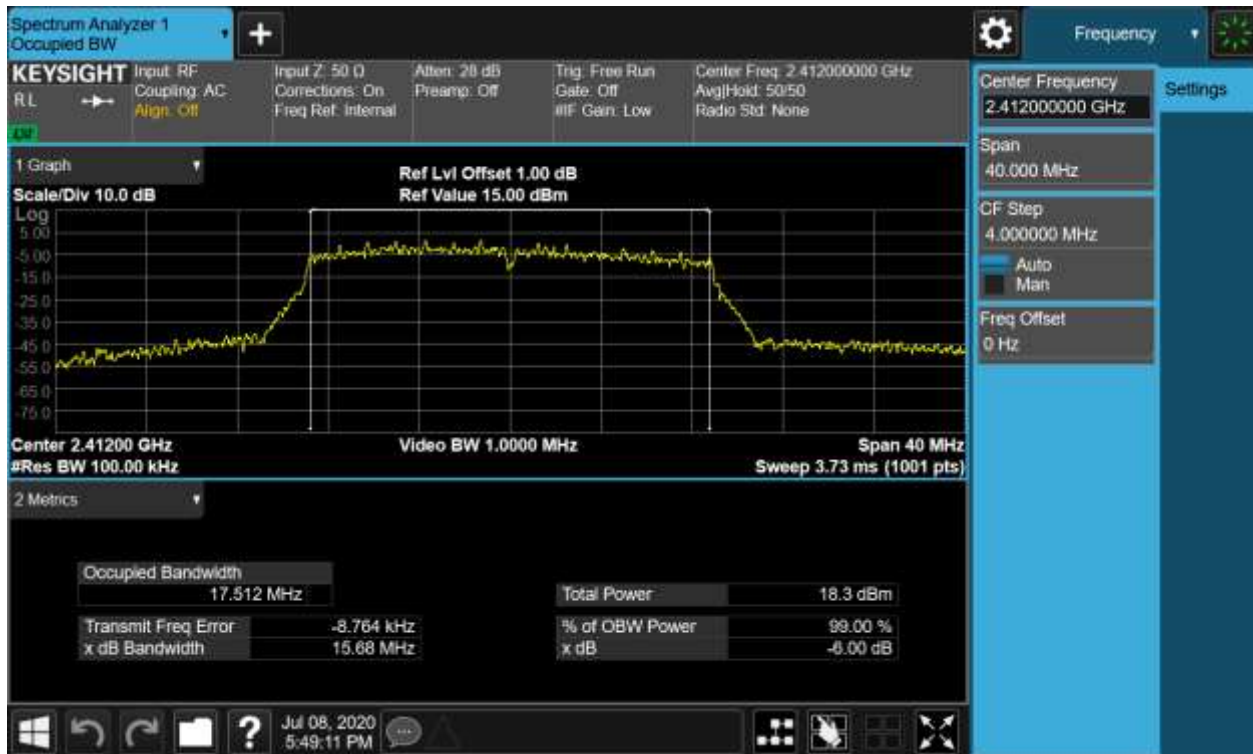 Spectrum Analyzer 1
Occupied BW
+
Frequency
KEYSIGHT
RL
Input: RF
Coupling: AC
Align: Off
Input Z: 50 Ω
Corrections: On
Freq Ref: Internal
Atten: 28 dB
Preamp: Off
Trig: Free Run
Gate: Off
#IF Gain: Low
Center Freq: 2.412000000 GHz
Avg|Hold: 50/50
Radio Std: None
Center Frequency
2.412000000 GHz
Settings
Span
40.000 MHz
CF Step
4.000000 MHz
Auto
Man
Freq Offset
0 Hz
1 Graph
Scale/Div 10.0 dB
Ref Lvl Offset 1.00 dB
Ref Value 15.00 dBm
Log
5.00
-5.00
-15.0
-25.0
-35.0
-45.0
-55.0
-65.0
-75.0
Center 2.41200 GHz
#Res BW 100.00 kHz
Video BW 1.0000 MHz
Span 40 MHz
Sweep 3.73 ms (1001 pts)
2 Metrics
Occupied Bandwidth
17.512 MHz
Total Power 18.3 dBm
Transmit Freq Error -8.764 kHz
% of OBW Power 99.00 %
x dB Bandwidth 15.68 MHz
x dB -6.00 dB
?
Jul 08, 2020
5:49:11 PM